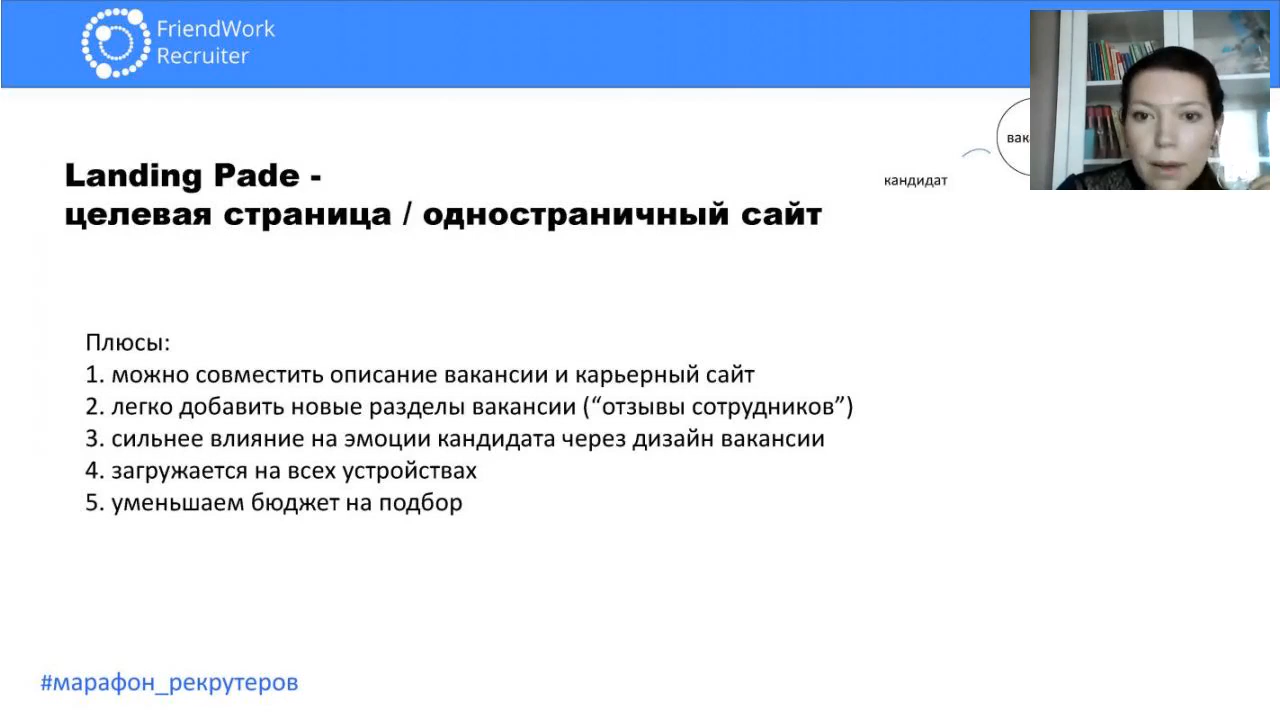 FriendWork
Recruiter
Landing Pade -
целевая страница / одностраничный сайт
кандидат
Плюсы:
1. можно совместить описание вакансии и карьерный сайт
2. легко добавить новые разделы вакансии (“отзывы сотрудников”)
3. сильнее влияние на эмоции кандидата через дизайн вакансии
4. загружается на всех устройствах
5. уменьшаем бюджет на подбор
#марафон_рекрутеров